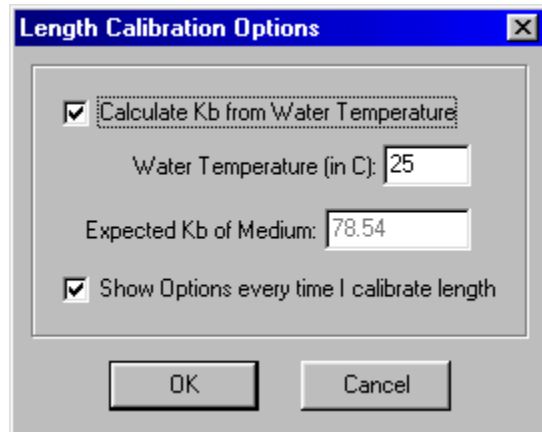 Length Calibration Options
Calculate Kb from Water Temperature
Water Temperature (in C): 25
Expected Kb of Medium: 78.54
Show Options every time I calibrate length
OK Cancel